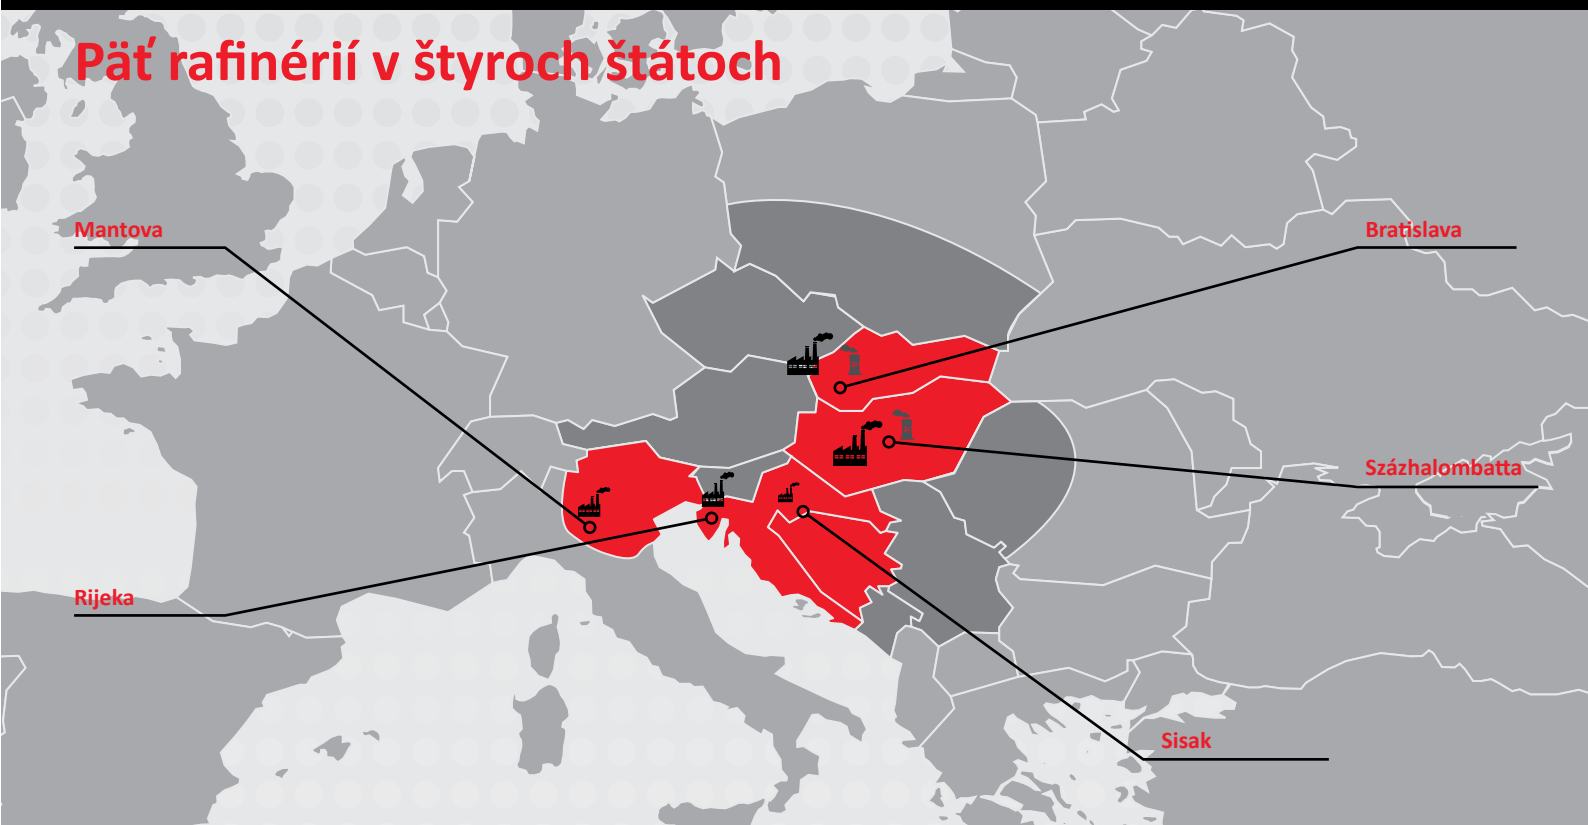 Päť rafinérií v štyroch štátoch
Mantova
Bratislava
Százhalombatta
Rijeka
Sisak